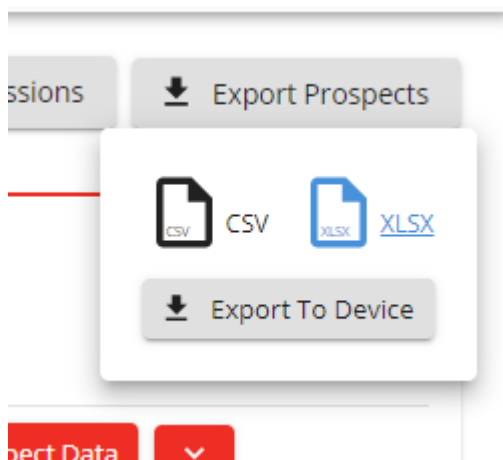 ssions
Export Prospects
CSV CSV XLSX XLSX
Export To Device
pect Data